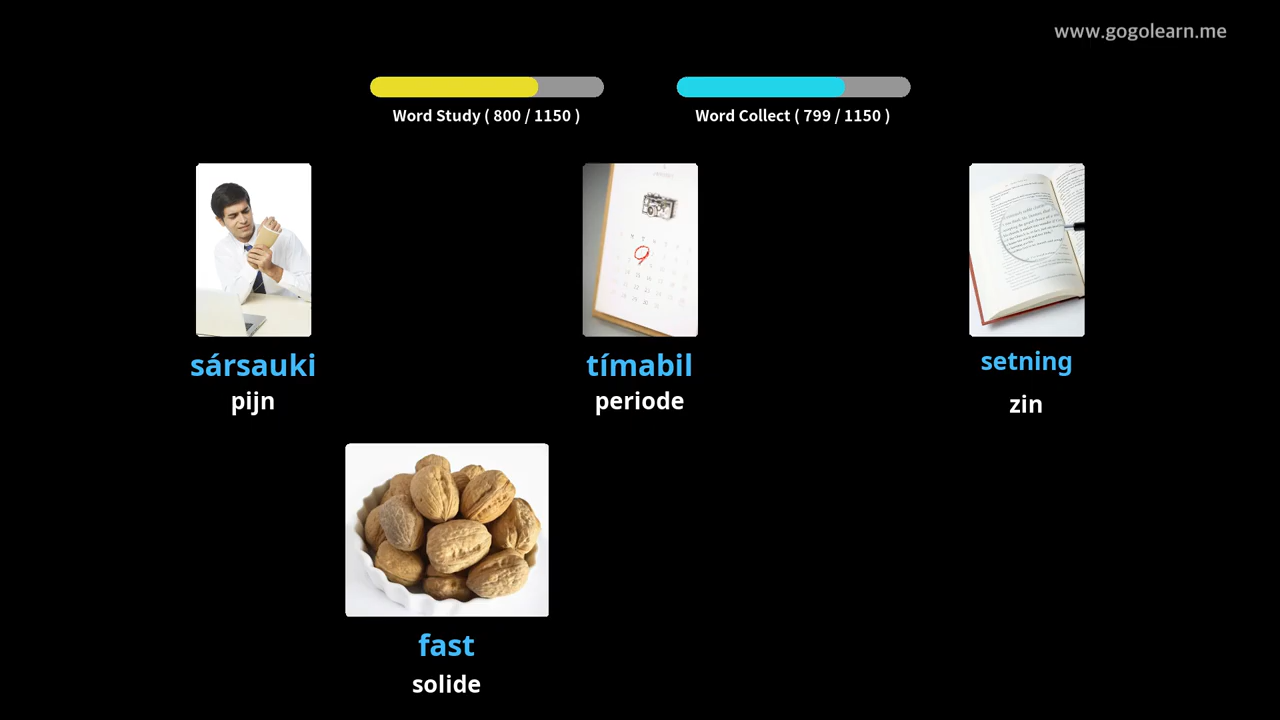 www.gogolearn.me
Word Study ( 800 / 1150 )
Word Collect ( 799 / 1150 )
sársauki
pijn
tímabil
periode
setning
zin
fast
solide